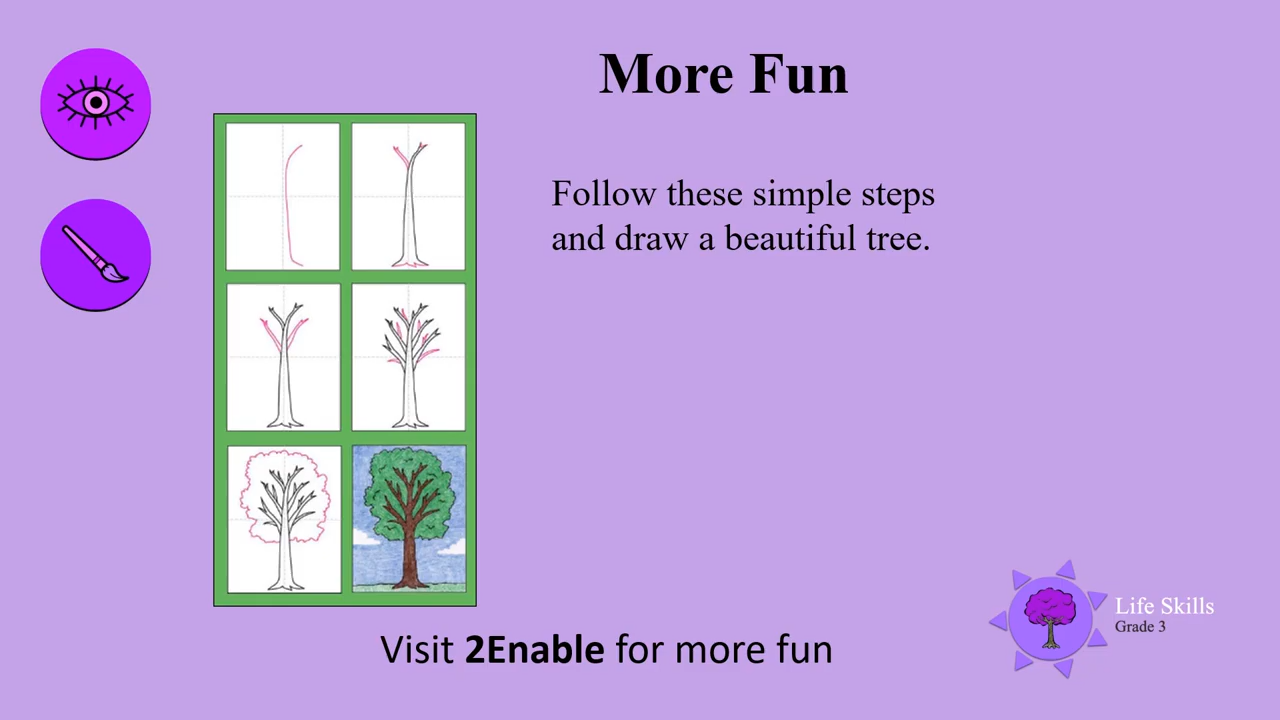 More Fun
Follow these simple steps
and draw a beautiful tree.
Visit 2Enable for more fun
Life Skills
Grade 3